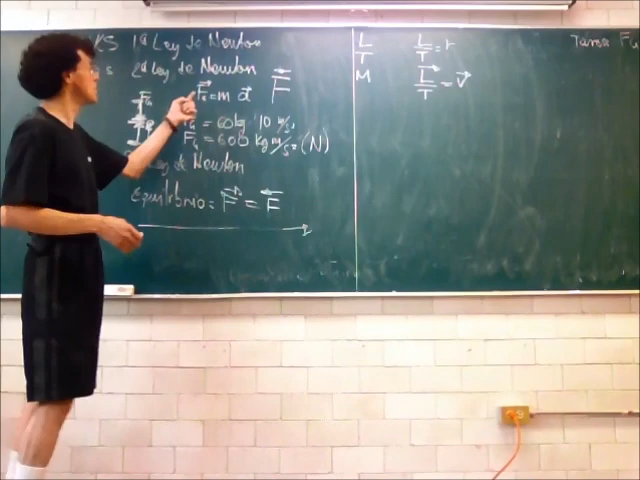 KS 1ª Ley de Newton
2ª Ley de Newton
F
F = m a
= 60kg · 10 m/s²
F = 600 kg m/s² (N)
Ley de Newton
Equilibrio = F = F
L
T
M
L/T = r
L/T = v
Tarea